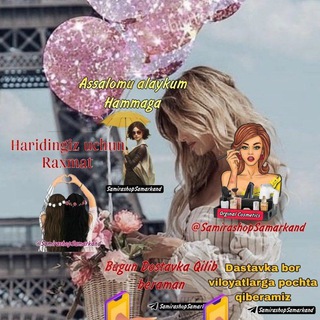 Assalomu alaykum
Hammaga
Haridingiz uchun
Raxmat
SamirashopSamarkand
Orginal Cosmetics
@SamirashopSamarkand
SamirashopSamarkand
Bugun Dostavka Qilib
beroman
Dastavka bor
viloyatlarga pochta
qiberamiz
SamirashopSamarkand